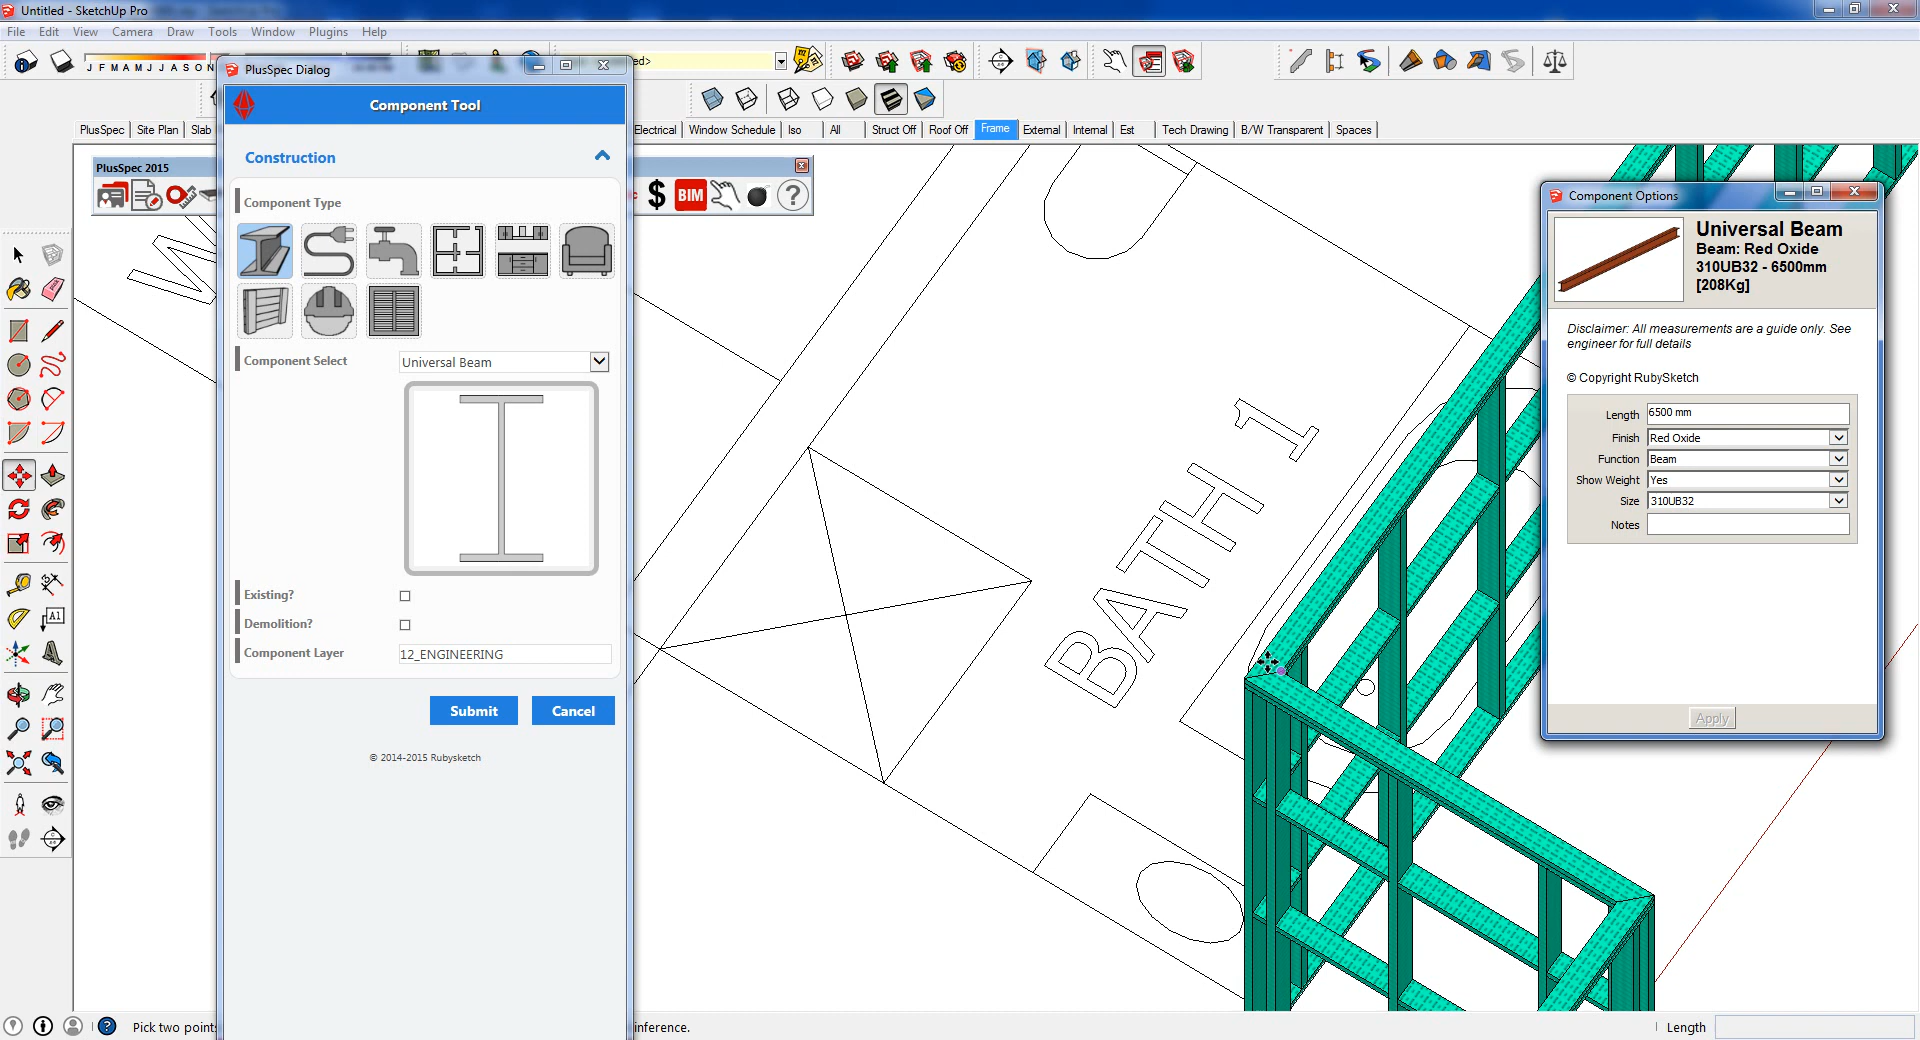 Untitled - SketchUp Pro
File Edit View Camera Draw Tools Window Plugins Help
J F M A M J J A S O N
PlusSpec Dialog
ed>
Component Tool
PlusSpec Site Plan Slab
Electrical Window Schedule Iso All Struct Off Roof Off Frame External Internal Est Tech Drawing B/W Transparent Spaces
PlusSpec 2015
$ BIM ?
Construction
Component Type
Component Select Universal Beam
Existing?
Demolition?
Component Layer 12_ENGINEERING
Submit Cancel
© 2014-2015 Rubysketch
BATH 1
A1
Component Options
Universal Beam
Beam: Red Oxide
310UB32 - 6500mm
[208Kg]
Disclaimer: All measurements are a guide only. See
engineer for full details
© Copyright RubySketch
Length 6500 mm
Finish Red Oxide
Function Beam
Show Weight Yes
Size 310UB32
Notes
Apply
Pick two points
inference.
Length